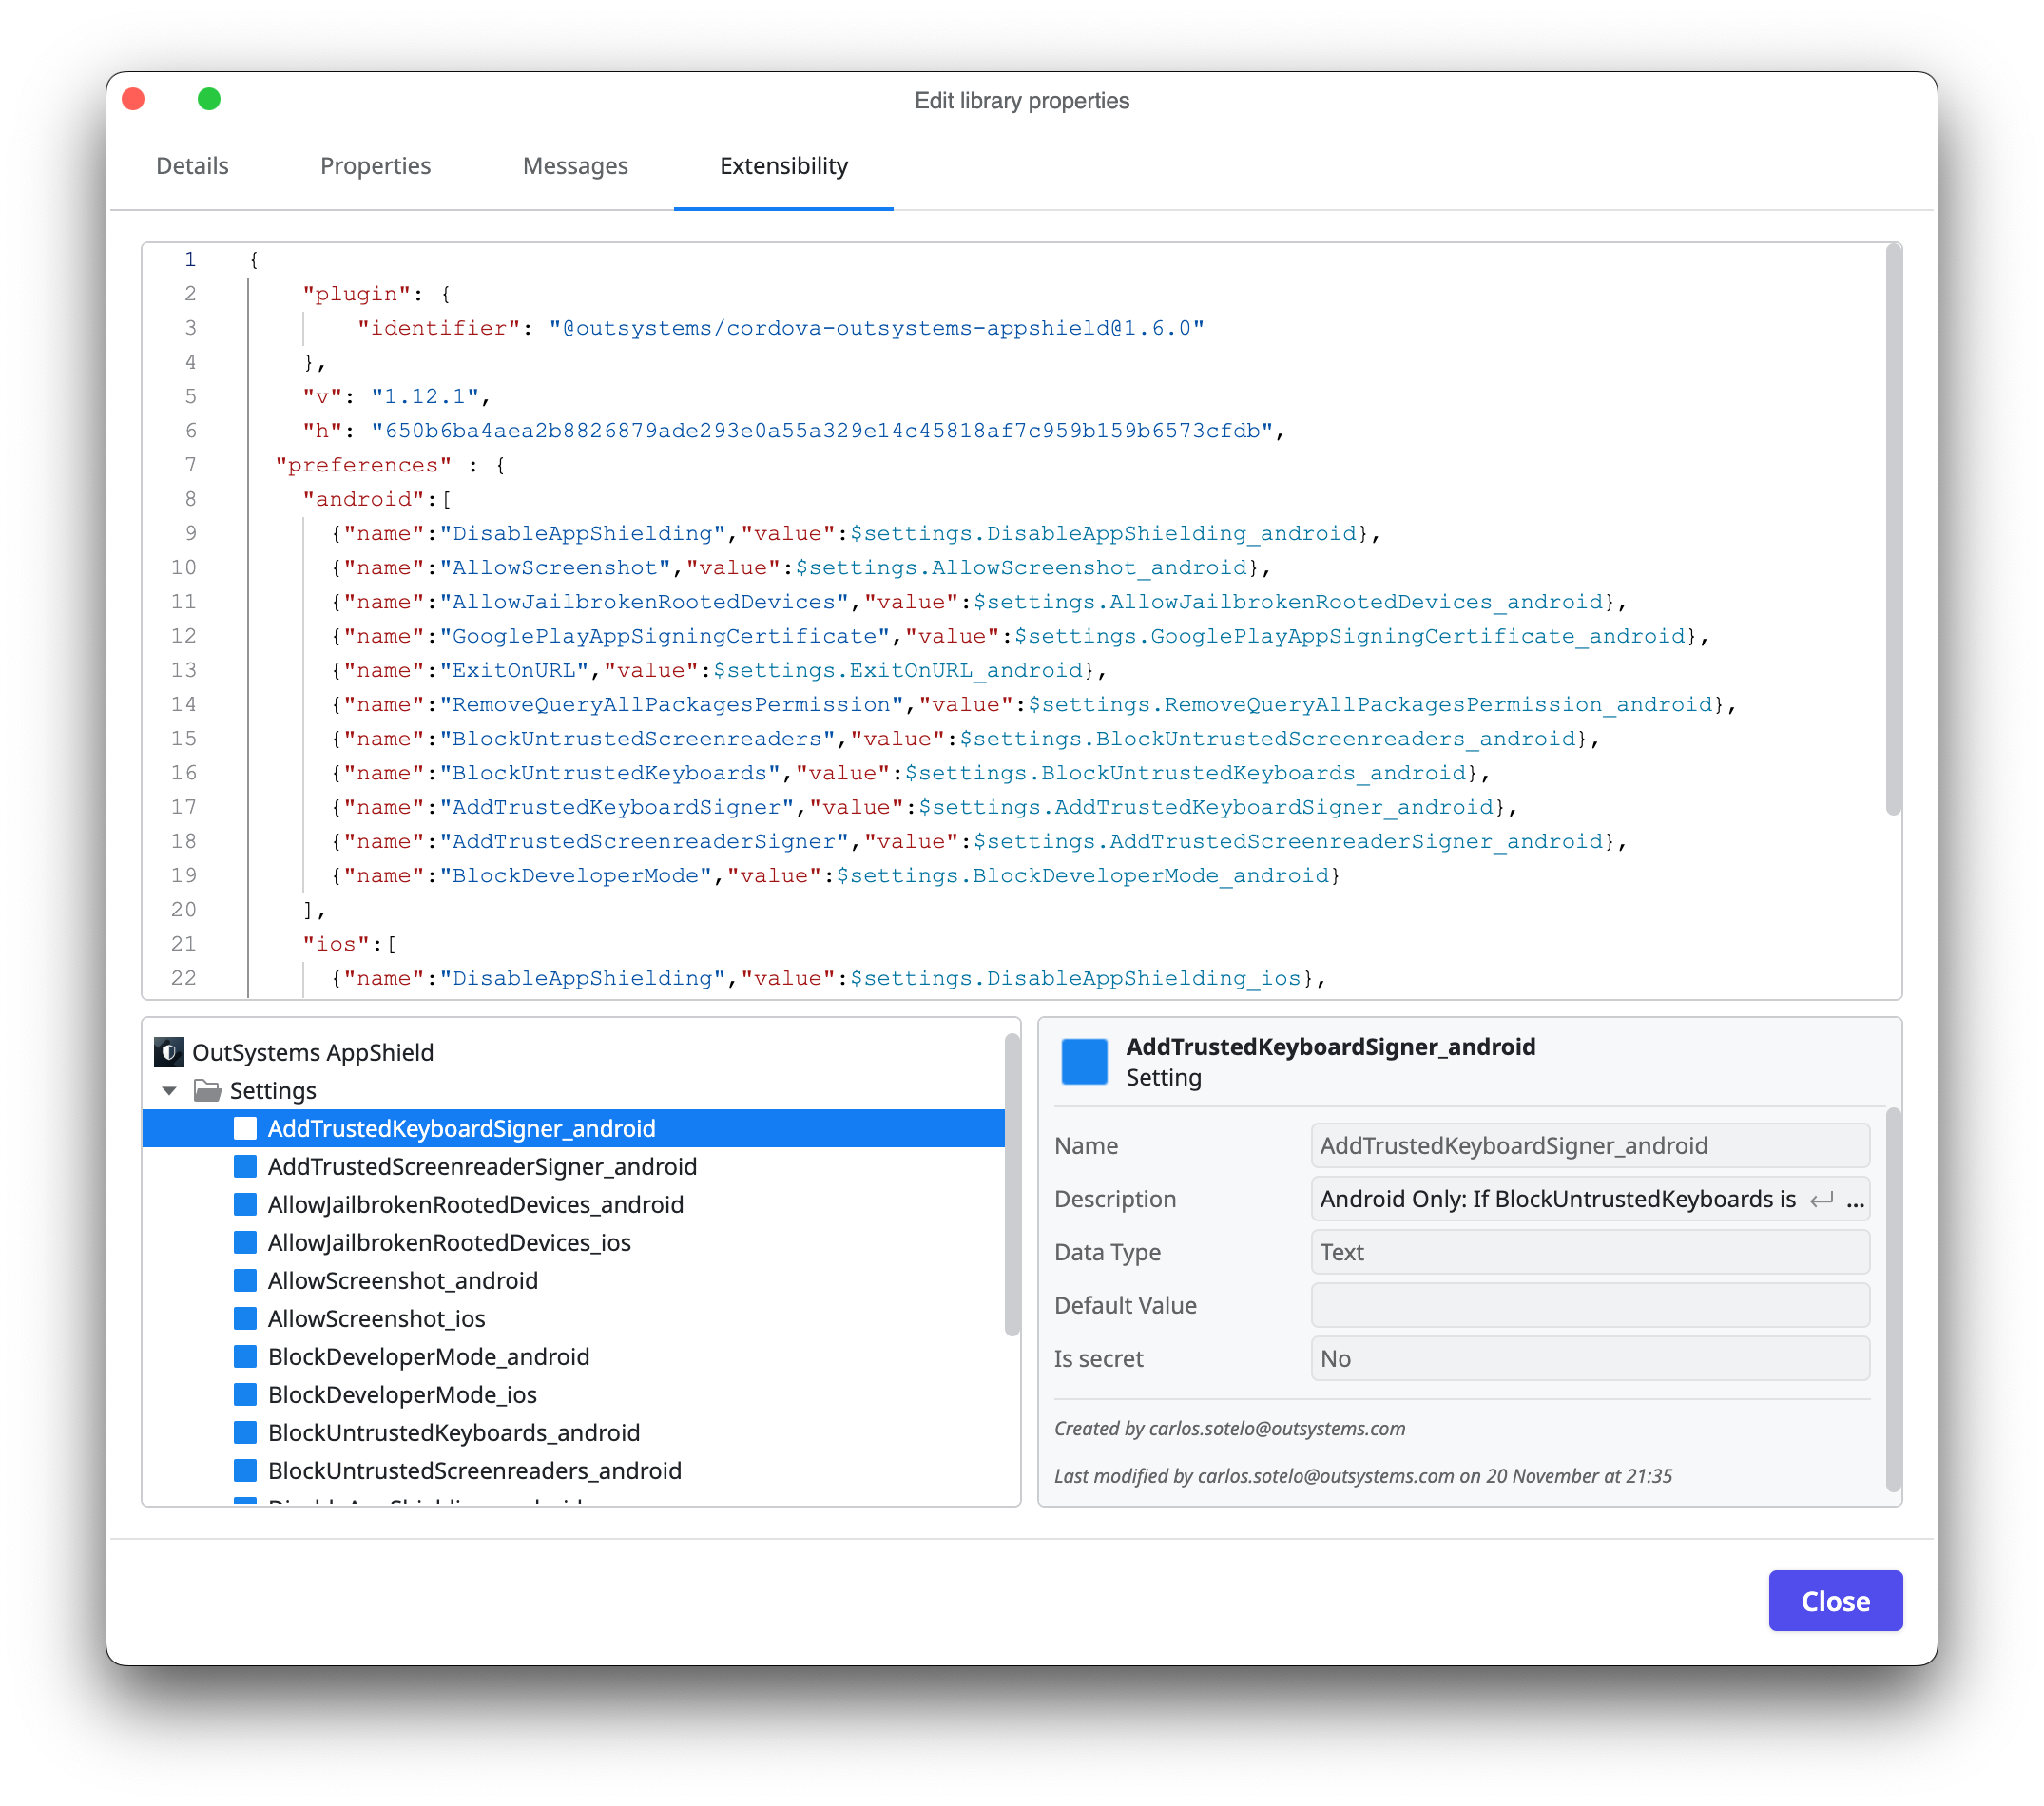 Edit library properties
Details Properties Messages Extensibility
1 {
2 "plugin": {
3 "identifier": "@outsystems/cordova-outsystems-appshield@1.6.0"
4 },
5 "v": "1.12.1",
6 "h": "650b6ba4aea2b8826879ade293e0a55a329e14c45818af7c959b159b6573cfdb",
7 "preferences" : {
8 "android":[
9 {"name":"DisableAppShielding","value":$settings.DisableAppShielding_android},
10 {"name":"AllowScreenshot","value":$settings.AllowScreenshot_android},
11 {"name":"AllowJailbrokenRootedDevices","value":$settings.AllowJailbrokenRootedDevices_android},
12 {"name":"GooglePlayAppSigningCertificate","value":$settings.GooglePlayAppSigningCertificate_android},
13 {"name":"ExitOnURL","value":$settings.ExitOnURL_android},
14 {"name":"RemoveQueryAllPackagesPermission","value":$settings.RemoveQueryAllPackagesPermission_android},
15 {"name":"BlockUntrustedScreenreaders","value":$settings.BlockUntrustedScreenreaders_android},
16 {"name":"BlockUntrustedKeyboards","value":$settings.BlockUntrustedKeyboards_android},
17 {"name":"AddTrustedKeyboardSigner","value":$settings.AddTrustedKeyboardSigner_android},
18 {"name":"AddTrustedScreenreaderSigner","value":$settings.AddTrustedScreenreaderSigner_android},
19 {"name":"BlockDeveloperMode","value":$settings.BlockDeveloperMode_android}
20 ],
21 "ios":[
22 {"name":"DisableAppShielding","value":$settings.DisableAppShielding_ios},
OutSystems AppShield
Settings
AddTrustedKeyboardSigner_android
AddTrustedScreenreaderSigner_android
AllowJailbrokenRootedDevices_android
AllowJailbrokenRootedDevices_ios
AllowScreenshot_android
AllowScreenshot_ios
BlockDeveloperMode_android
BlockDeveloperMode_ios
BlockUntrustedKeyboards_android
BlockUntrustedScreenreaders_android
AddTrustedKeyboardSigner_android
Setting
Name AddTrustedKeyboardSigner_android
Description Android Only: If BlockUntrustedKeyboards is ↵ ...
Data Type Text
Default Value
Is secret No
Created by carlos.sotelo@outsystems.com
Last modified by carlos.sotelo@outsystems.com on 20 November at 21:35
Close